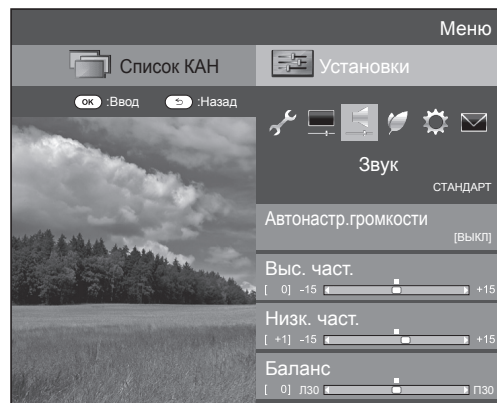 Меню
Список КАН
Установки
OK :Ввод :Назад
Звук
СТАНДАРТ
Автонастр.громкости
[ВЫКЛ]
Выс. част.
[ 0] -15 +15
Низк. част.
[ +1] -15 +15
Баланс
[ 0] Л30 П30